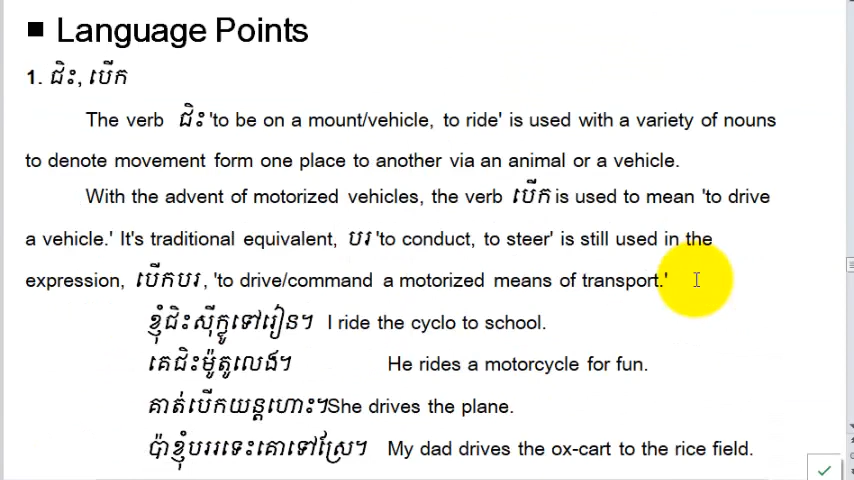 ■ Language Points
1. ជិះ, បើក
The verb ជិះ 'to be on a mount/vehicle, to ride' is used with a variety of nouns
to denote movement form one place to another via an animal or a vehicle.
With the advent of motorized vehicles, the verb បើក is used to mean 'to drive
a vehicle.' It's traditional equivalent, បរ 'to conduct, to steer' is still used in the
expression, បើកបរ, 'to drive/command a motorized means of transport.'
ខ្ញុំជិះស៊ីក្លូទៅរៀន។ I ride the cyclo to school.
គេជិះម៉ូតូលេង។ He rides a motorcycle for fun.
គាត់បើកយន្តហោះ។She drives the plane.
ប៉ាខ្ញុំបររទេះគោទៅស្រែ។ My dad drives the ox-cart to the rice field.